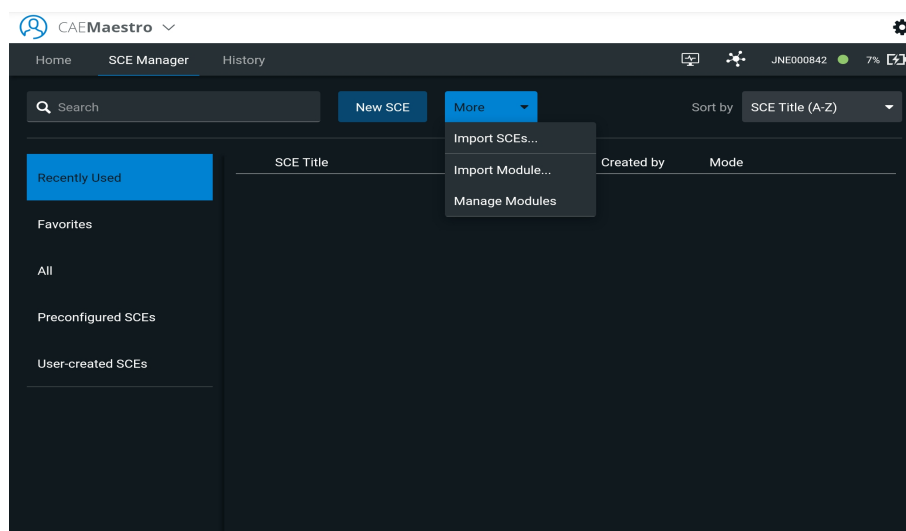 CAEMaestro
Home SCE Manager History JNE000842 7%
Search New SCE More Sort by SCE Title (A-Z)
Import SCEs...
SCE Title Created by Mode
Import Module...
Recently Used
Manage Modules
Favorites
All
Preconfigured SCEs
User-created SCEs